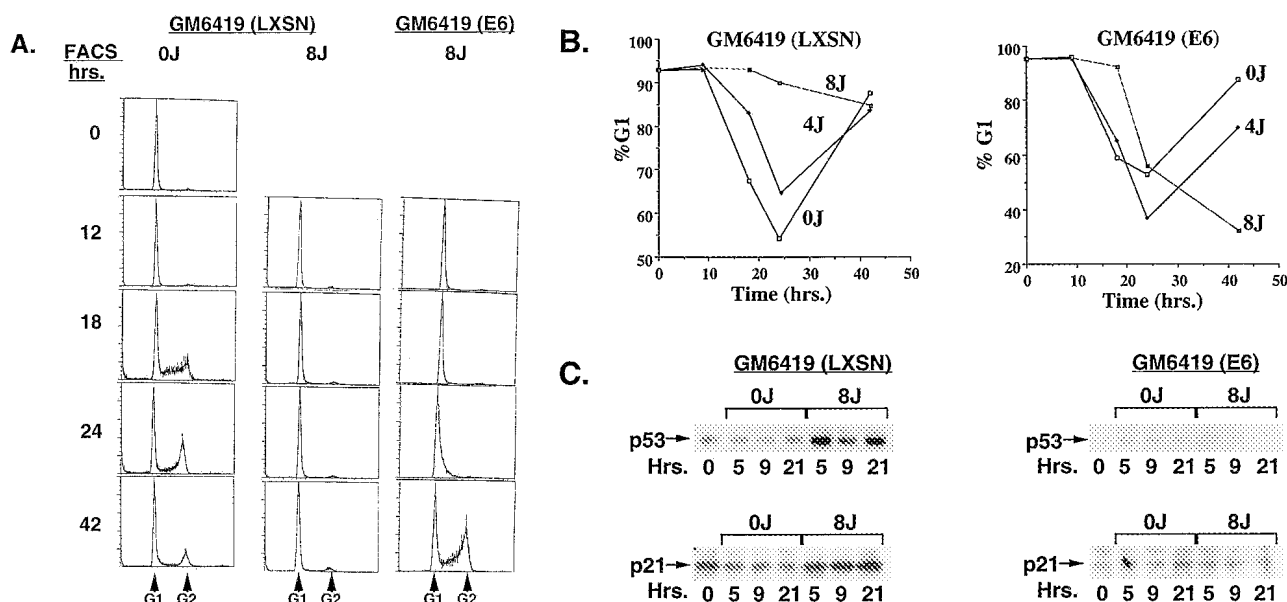 A.
GM6419 (LXSN)
GM6419 (E6)
FACS
hrs.
0J
8J
8J
0
12
18
24
42
G1
G2
G1
G2
G1
G2
B.
GM6419 (LXSN)
% G1
100
90
80
70
60
50
0
10
20
30
40
50
Time (hrs.)
8J
4J
0J
GM6419 (E6)
% G1
100
80
60
40
20
0
10
20
30
40
50
Time (hrs.)
0J
4J
8J
C.
GM6419 (LXSN)
0J
8J
p53
Hrs. 0 5 9 21 5 9 21
0J
8J
p21
Hrs. 0 5 9 21 5 9 21
GM6419 (E6)
0J
8J
p53
Hrs. 0 5 9 21 5 9 21
0J
8J
p21
Hrs. 0 5 9 21 5 9 21